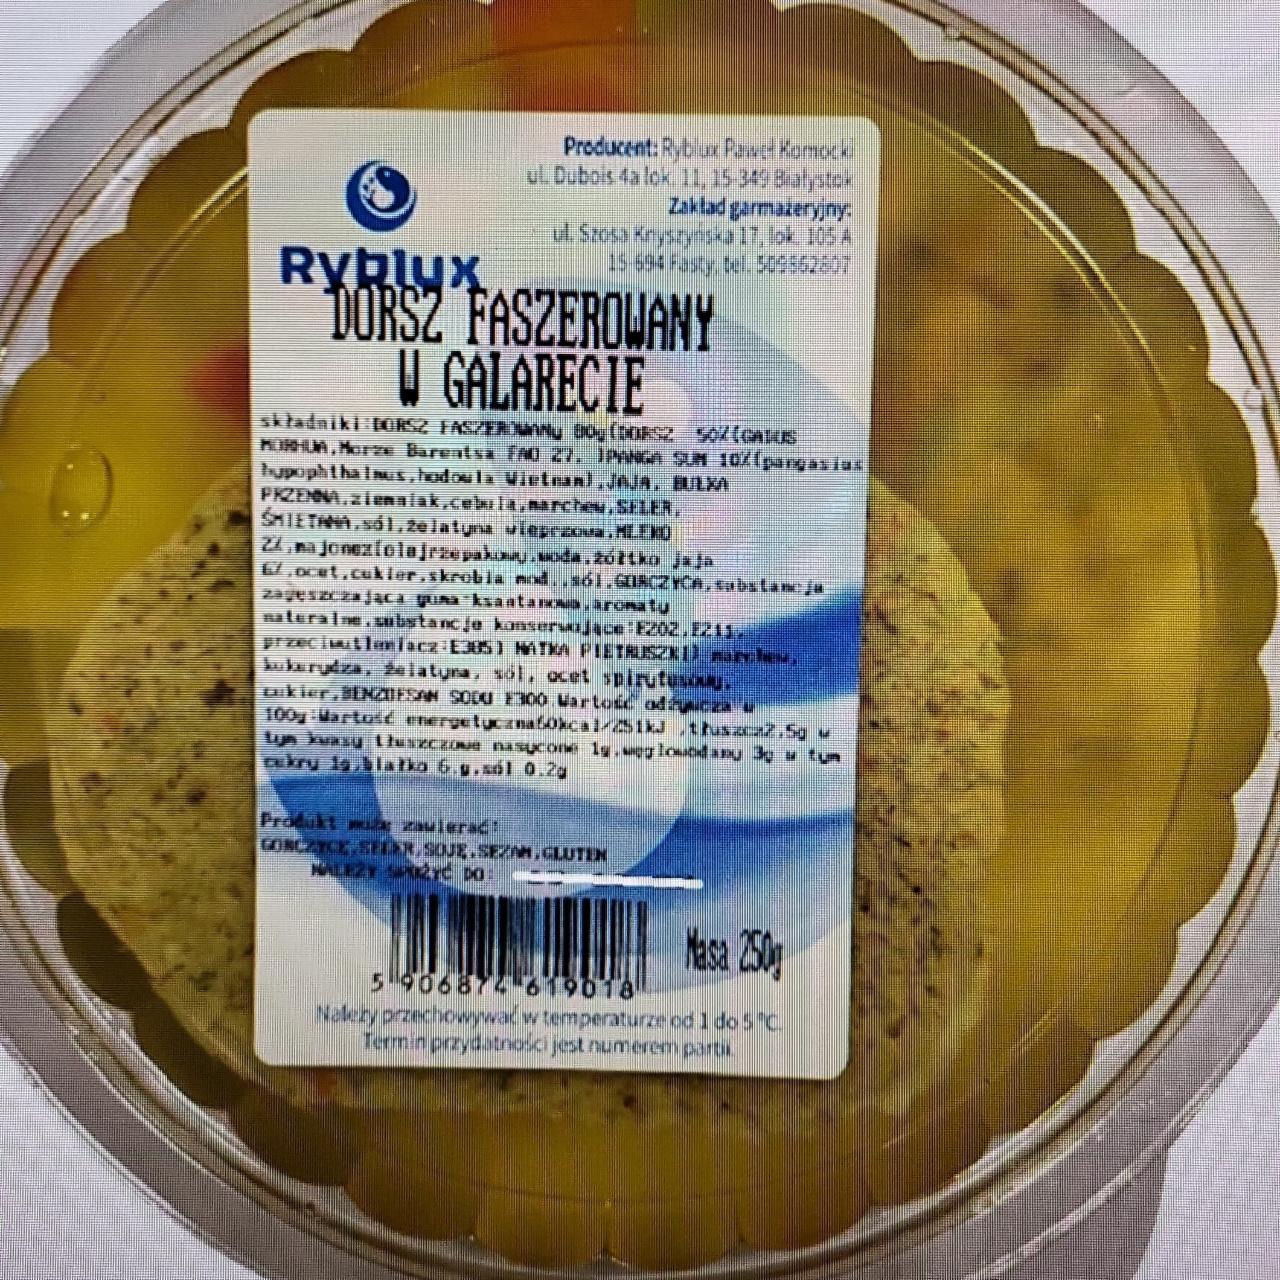 Producent: Ryblux Paweł Komocki
ul. Dubois 4a lok. 11, 15-349 Białystok
Zakład garmażeryjny:
ul. Szosa Knyszyńska 17, lok. 105 A
15-694 Fasty, tel. 509562807
Ryblux
DORSZ FASZEROWANY
W GALARECIE
składniki:DORSZ FASZEROWANY 80g(DORSZ 50%(GADUS
MORHUA,Morze Barentsa FAO 27. )PANGA SUM 10%(pangasius
hypophthalmus,hodowla Wietnam),JAJA, BUŁKA
PRZENNA,ziemniak,cebula,marchew,SELER,
ŚMIETANA,sól,żelatyna wieprzowa,MLEKO
2%,majonez(olejrzepakowy,woda,żółtko jaja
6%,ocet,cukier,skrobia mod.,sól,GORCZYCA,substancja
zagęszczająca guma-ksantanowa,aromaty
naturalne,substancje konserwujące:E202,E211,
przeciwutleniacz:E385) NATKA PIETRUSZKI) marchew,
kukurydza, żelatyna, sól, ocet spirytusowy,
cukier,BENZOESAN SODU E300 Wartość odżywcza w
100g:Wartość energetyczna60kcal/251kJ ,tłuszcz2,5g w
tym kwasy tłuszczowe nasycone 1g,węglowodany 3g w tym
cukry 1g,białko 6.g,sól 0.2g
Produkt może zawierać:
GORCZYCĘ,SELER,SOJĘ,SEZAM,GLUTEN
NALEŻY SPOŻYĆ DO:
Masa 250g
5 906874 619018
Należy przechowywać w temperaturze od 1 do 5 °C.
Termin przydatności jest numerem partii.